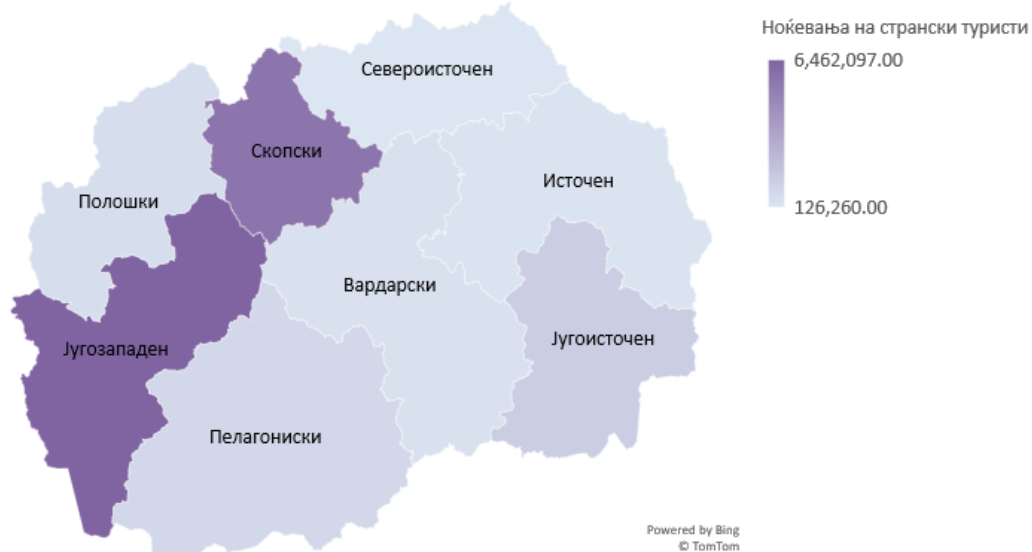 Ноќевања на странски туристи
6,462,097.00
126,260.00
Североисточен
Скопски
Источен
Полошки
Вардарски
Југоисточен
Југозападен
Пелагониски
Powered by Bing
© TomTom